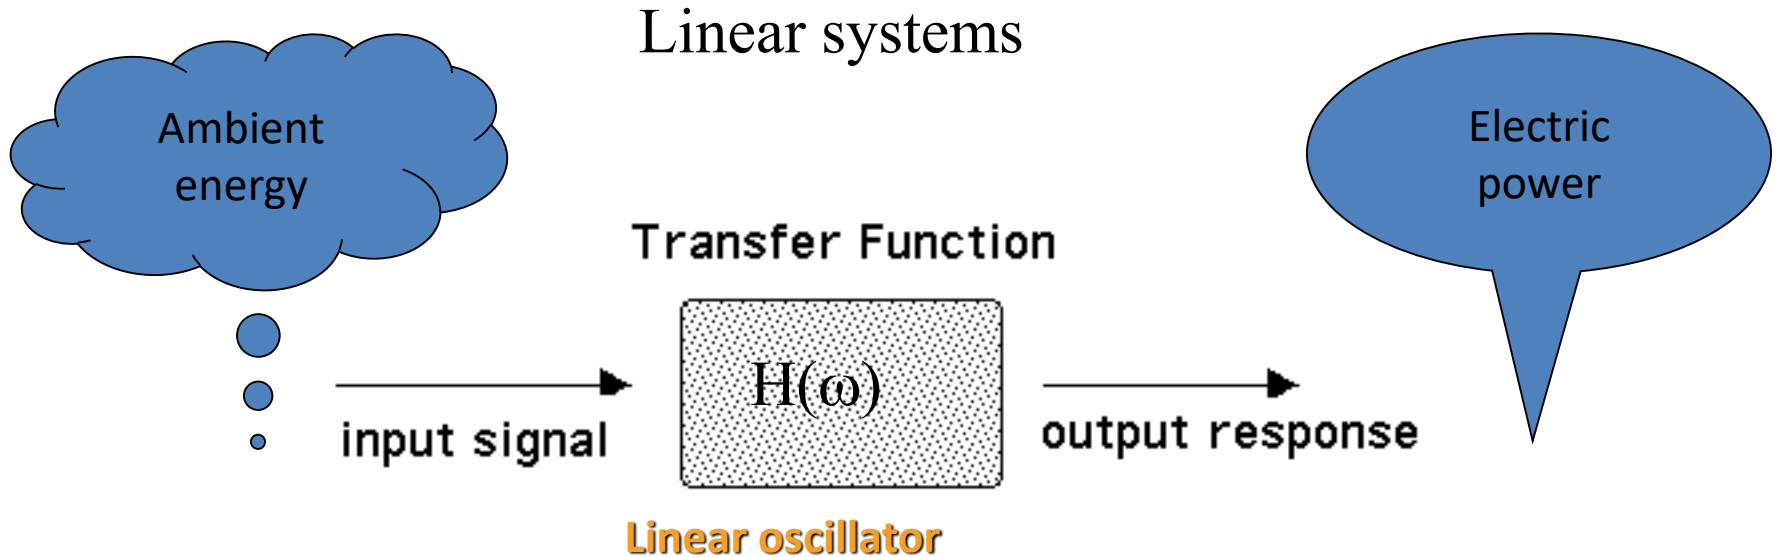 Linear systems
Ambient
energy
Electric
power
Transfer Function
H(ω)
input signal
output response
Linear oscillator